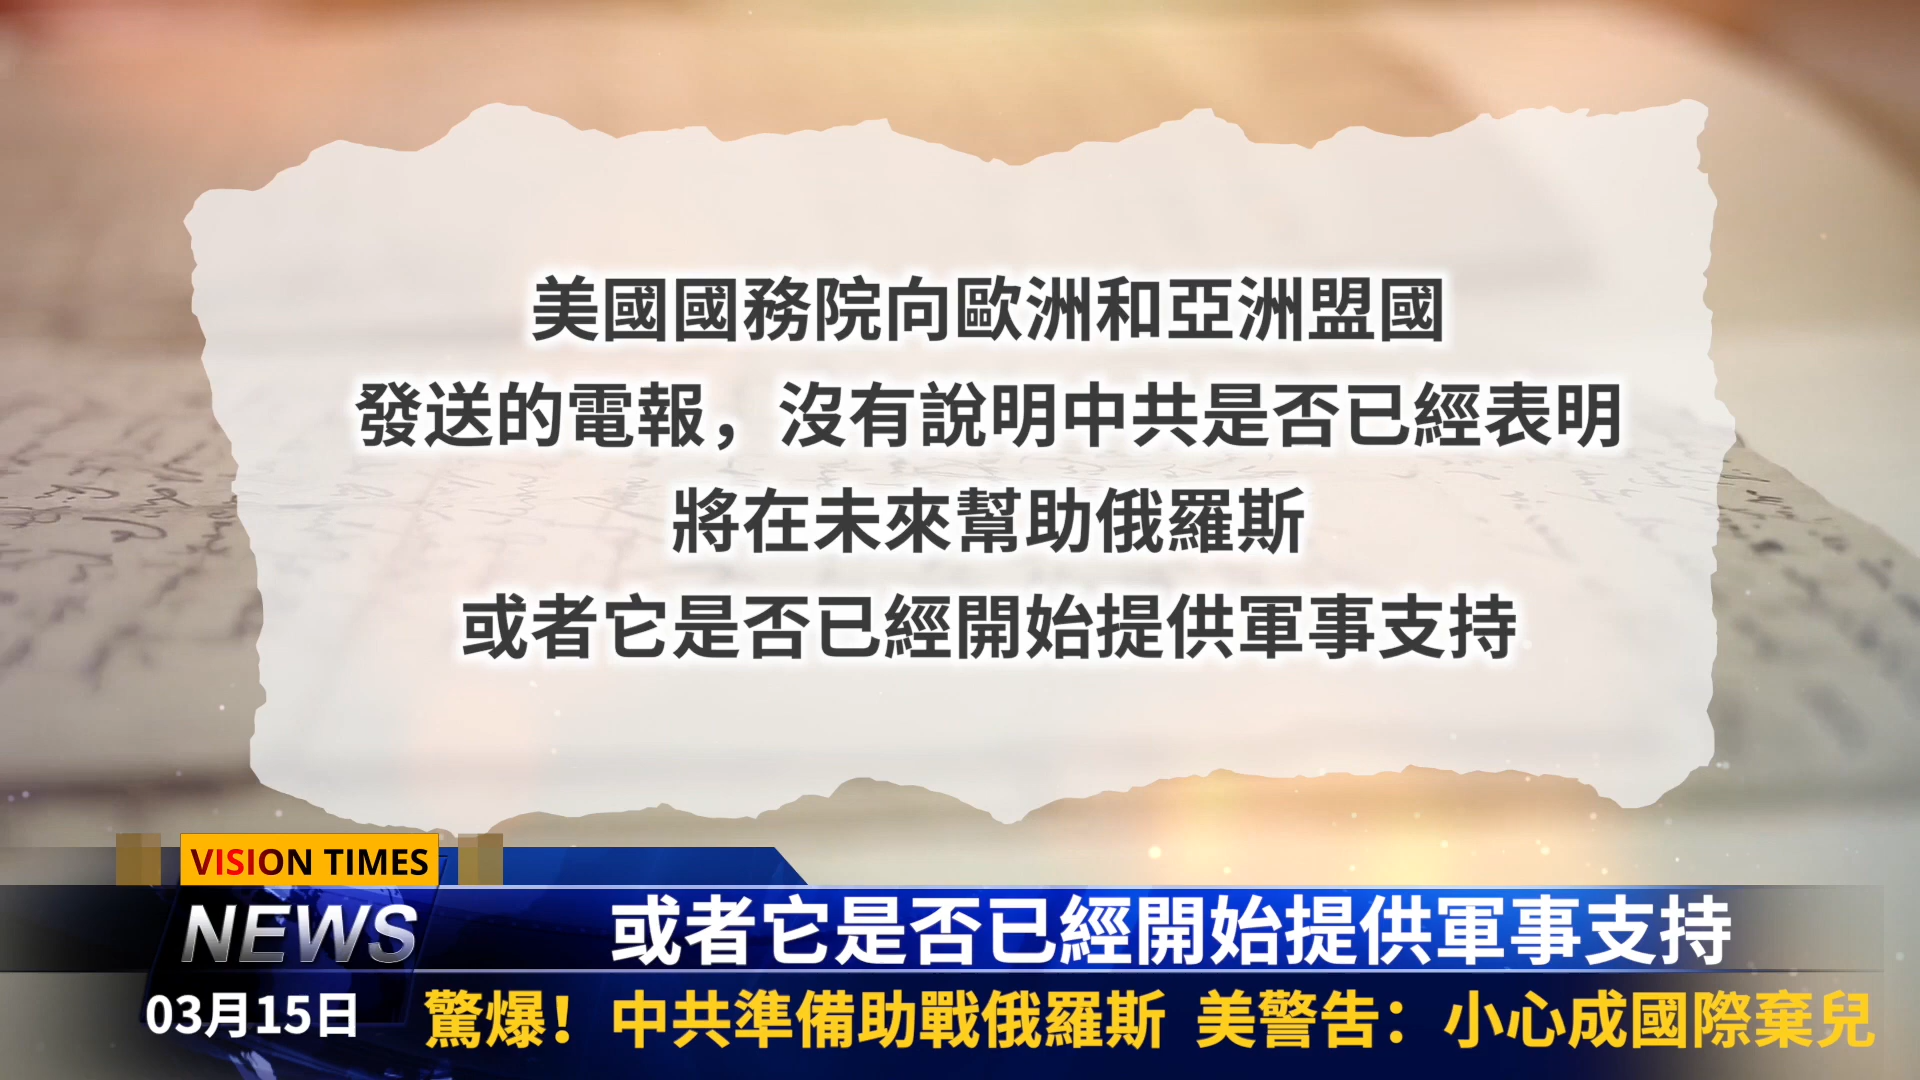 美國國務院向歐洲和亞洲盟國
發送的電報，沒有說明中共是否已經表明
將在未來幫助俄羅斯
或者它是否已經開始提供軍事支持
VISION TIMES
NEWS
或者它是否已經開始提供軍事支持
03月15日
驚爆！中共準備助戰俄羅斯 美警告：小心成國際棄兒